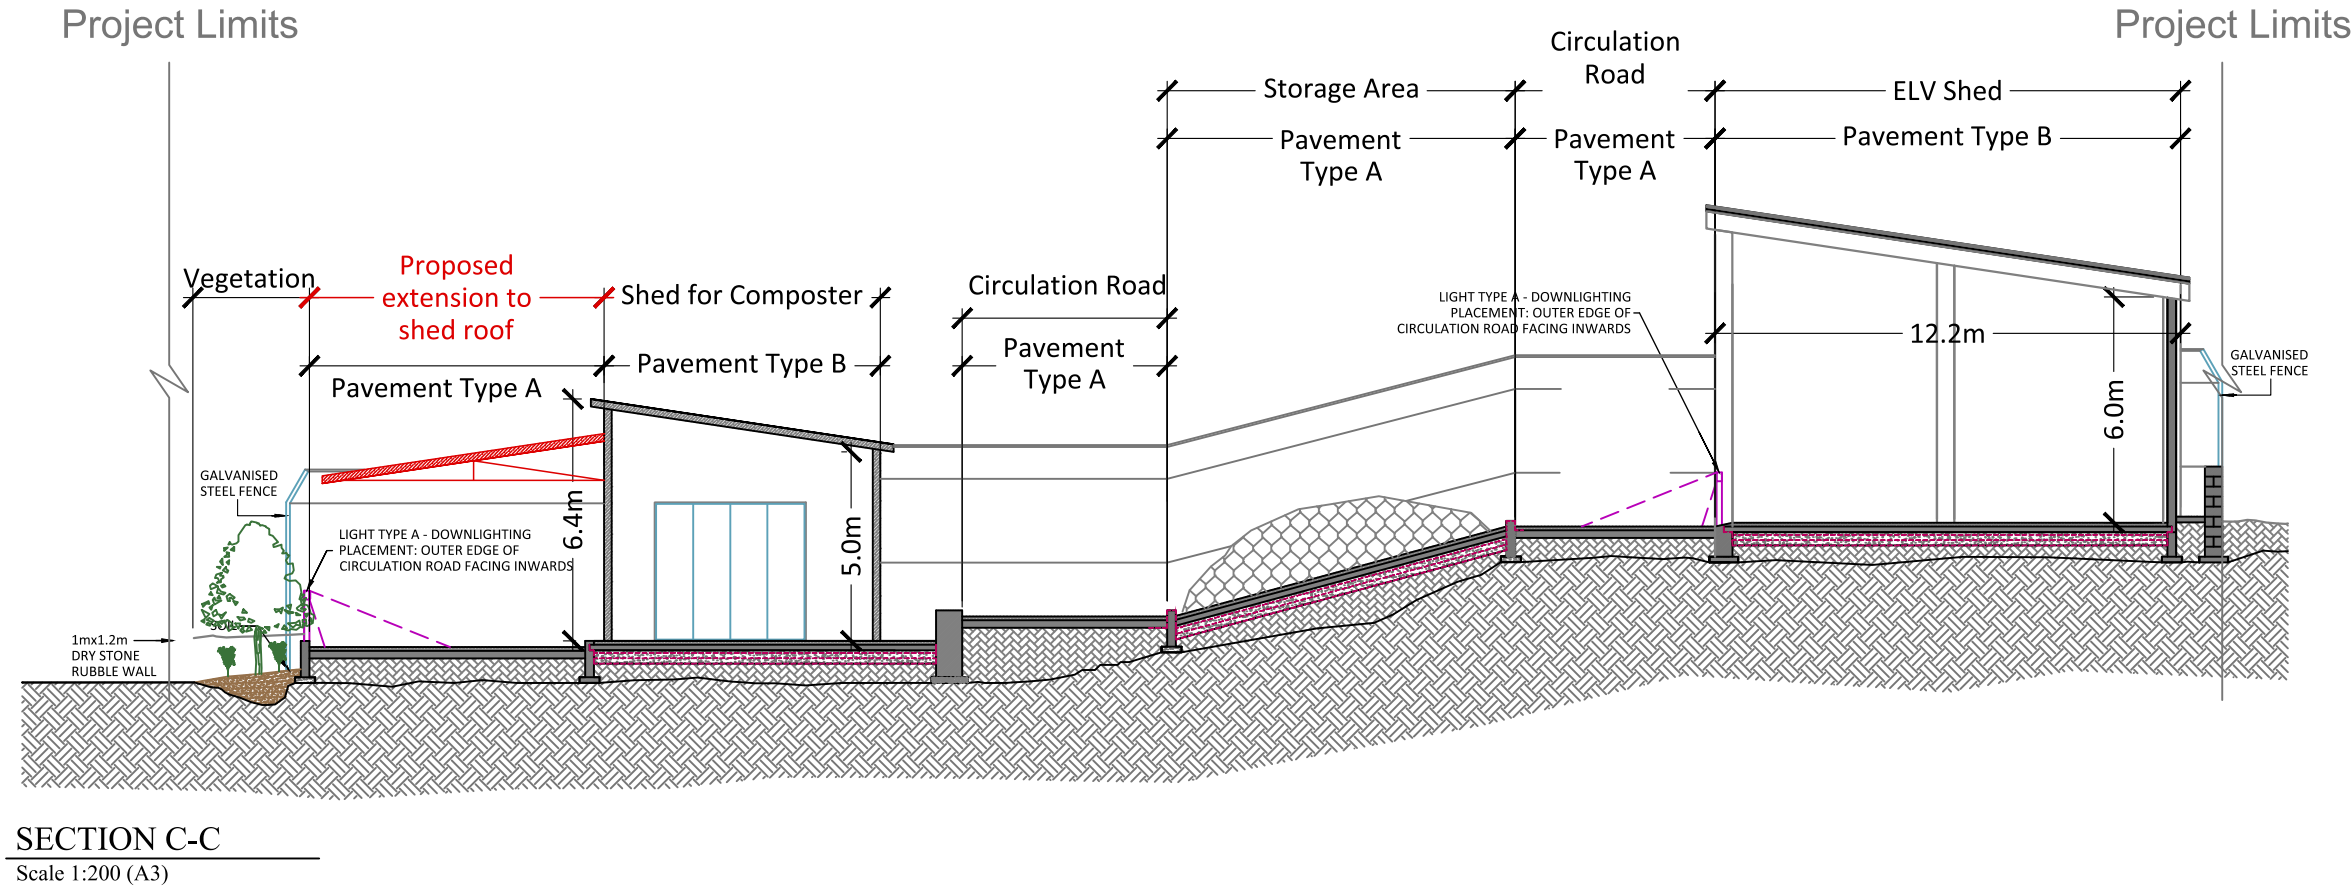 Project Limits
Project Limits
Circulation
Road
Storage Area
ELV Shed
Pavement
Type A
Pavement
Type A
Pavement Type B
Vegetation
Proposed
extension to
shed roof
Shed for Composter
Circulation Road
LIGHT TYPE A - DOWNLIGHTING
PLACEMENT: OUTER EDGE OF
CIRCULATION ROAD FACING INWARDS
12.2m
Pavement Type A
Pavement Type B
Pavement
Type A
GALVANISED
STEEL FENCE
6.0m
GALVANISED
STEEL FENCE
6.4m
5.0m
LIGHT TYPE A - DOWNLIGHTING
PLACEMENT: OUTER EDGE OF
CIRCULATION ROAD FACING INWARDS
SOIL
1mx1.2m
DRY STONE
RUBBLE WALL
SECTION C-C
Scale 1:200 (A3)